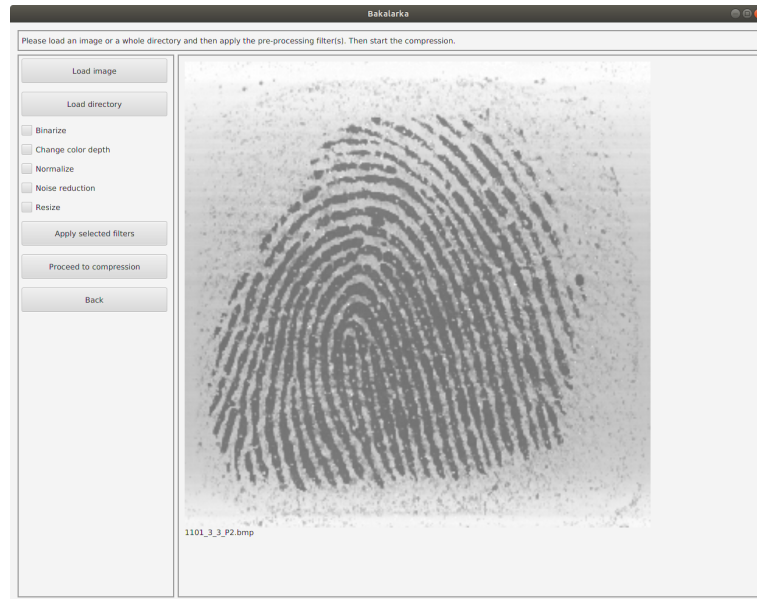 Bakalarka
Please load an image or a whole directory and then apply the pre-processing filter(s). Then start the compression.
Load image
Load directory
Binarize
Change color depth
Normalize
Noise reduction
Resize
Apply selected filters
Proceed to compression
Back
1101_3_3_P2.bmp